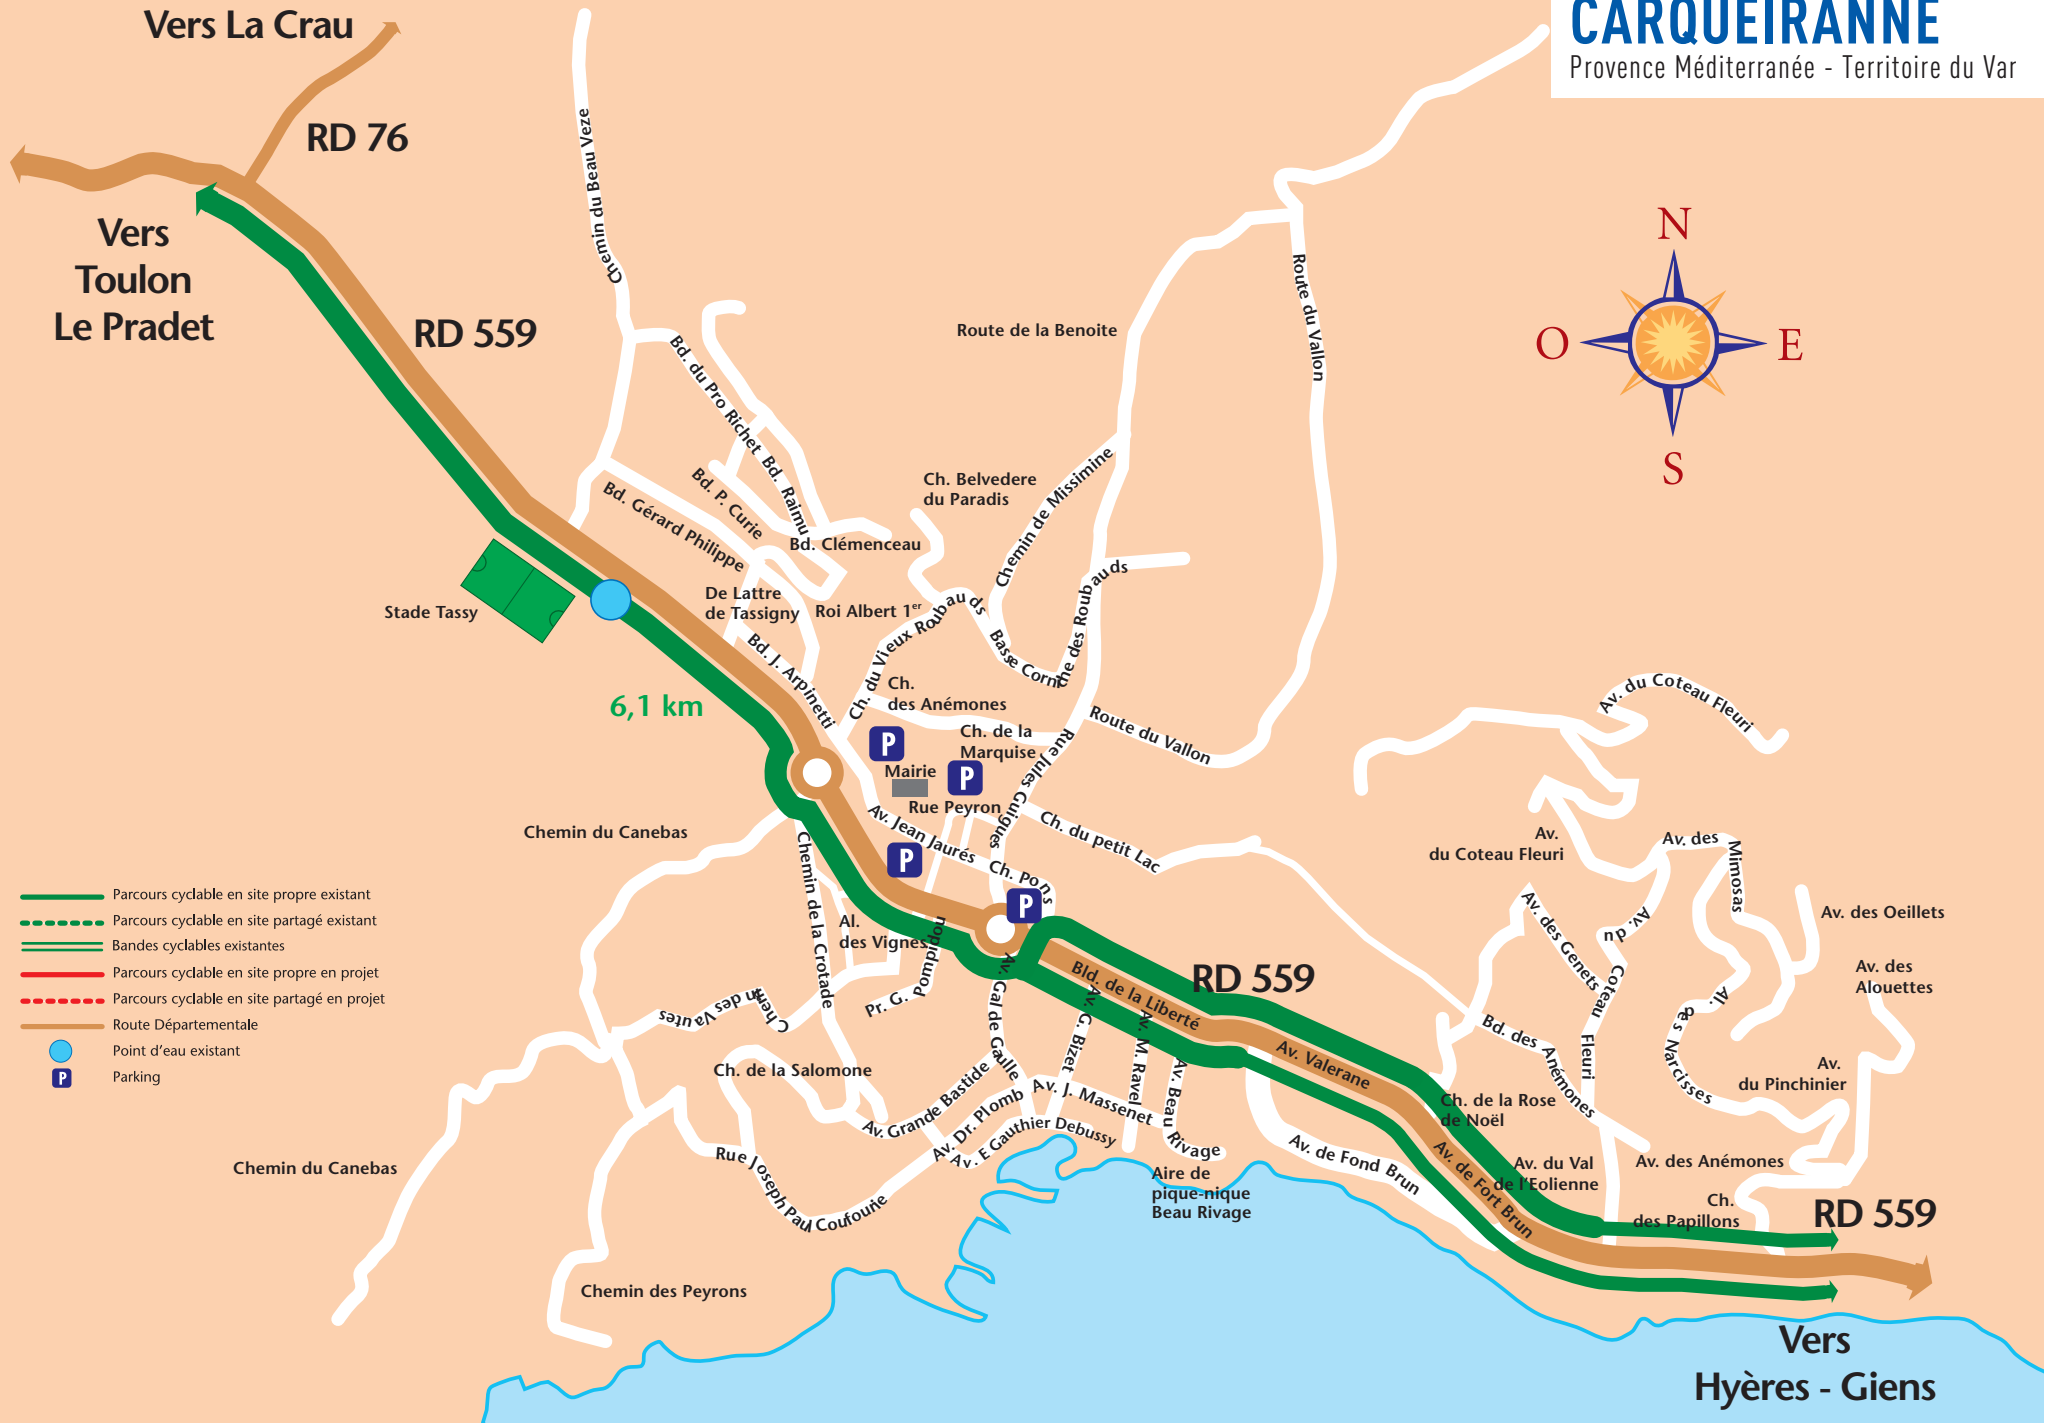 CARQUEIRANNE
Provence Méditerranée - Territoire du Var
Vers La Crau
RD 76
Vers
Toulon
Le Pradet
RD 559
Chemin du Beau Veze
N
O
E
S
Route de la Benoite
Route du Vallon
Bd. du Pro Richet
Bd. Raimu
Bd. P. Curie
Bd. Gérard Philippe
Bd. Clémenceau
Ch. Belvedere
du Paradis
Chemin de Missimine
De Lattre
de Tassigny
Roi Albert 1er
Stade Tassy
Bd. J. Arpinetti
Ch. du Vieux Roubauds
Basse Corniche des Roubauds
6,1 km
Ch.
des Anémones
Ch. de la
Marquise
Route du Vallon
Rue Jules Guigues
P
P
Mairie
Rue Peyron
Av. du Coteau Fleuri
Chemin du Canebas
Av. Jean Jaurés
Ch. du petit Lac
Ch. Pons
P
P
Chemin de la Crotade
Al.
des Vignes
Pr. G. Pompidou
Av.
du Coteau Fleuri
Av. des
Mimosas
Av. des Oeillets
Av. des Genets
Av. du
Coteau
Fleuri
Av. des
Alouettes
Parcours cyclable en site propre existant
Parcours cyclable en site partagé existant
Bandes cyclables existantes
Parcours cyclable en site propre en projet
Parcours cyclable en site partagé en projet
Route Départementale
Point d'eau existant
P
Parking
Chemin des Vautes
Av. Gal de Gaulle
Bld. de la Liberté
RD 559
Av. G. Bizet
Av. M. Ravel
Av. Beau Rivage
Av. Valerane
Bd. des Anémones
Al. des Narcisses
Av.
du Pinchinier
Ch. de la Salomone
Av. Grande Bastide
Av. Dr. Plomb
Av. J. Massenet
Av. E Gauthier Debussy
Ch. de la Rose
de Noël
Chemin du Canebas
Rue Joseph Paul Coufourie
Aire de
pique-nique
Beau Rivage
Av. de Fond Brun
Av. de Fort Brun
Av. du Val
de l'Eolienne
Av. des Anémones
Ch.
des Papillons
RD 559
Chemin des Peyrons
Vers
Hyères - Giens